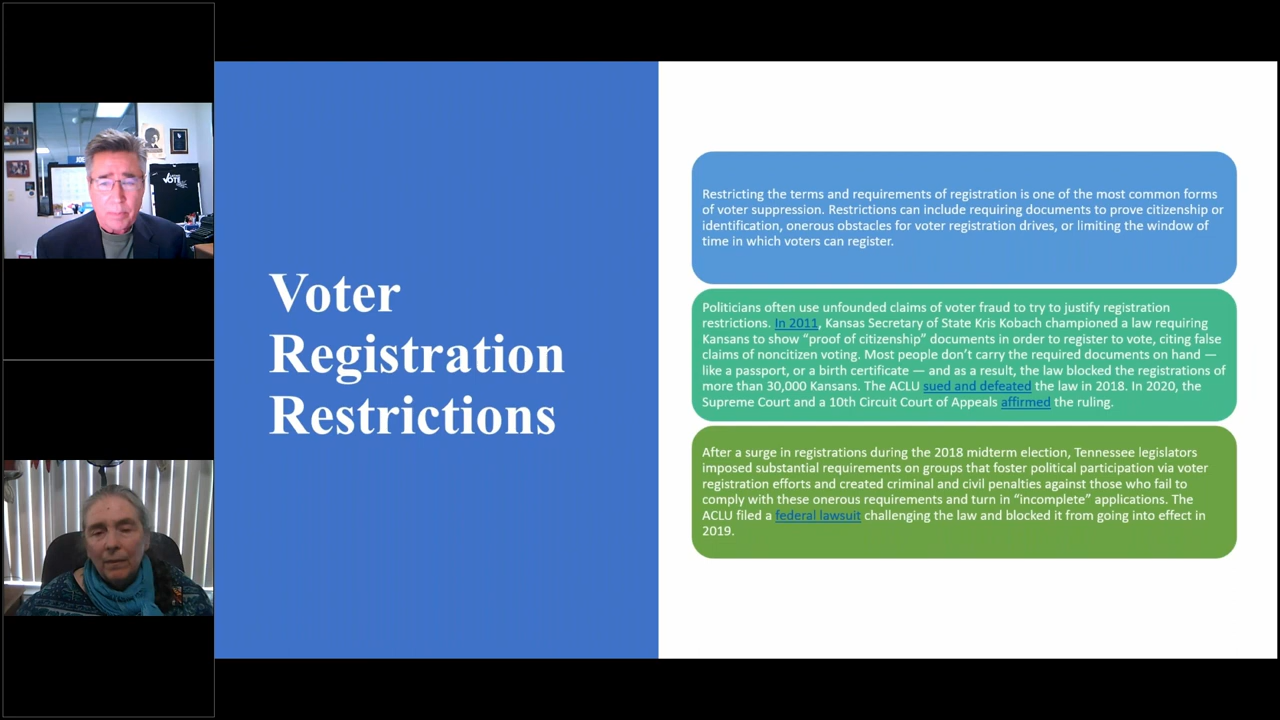 JOE
VOTE
Voter
Registration
Restrictions
Restricting the terms and requirements of registration is one of the most common forms
of voter suppression. Restrictions can include requiring documents to prove citizenship or
identification, onerous obstacles for voter registration drives, or limiting the window of
time in which voters can register.
Politicians often use unfounded claims of voter fraud to try to justify registration
restrictions. In 2011, Kansas Secretary of State Kris Kobach championed a law requiring
Kansans to show “proof of citizenship” documents in order to register to vote, citing false
claims of noncitizen voting. Most people don’t carry the required documents on hand —
like a passport, or a birth certificate — and as a result, the law blocked the registrations of
more than 30,000 Kansans. The ACLU sued and defeated the law in 2018. In 2020, the
Supreme Court and a 10th Circuit Court of Appeals affirmed the ruling.
After a surge in registrations during the 2018 midterm election, Tennessee legislators
imposed substantial requirements on groups that foster political participation via voter
registration efforts and created criminal and civil penalties against those who fail to
comply with these onerous requirements and turn in “incomplete” applications. The
ACLU filed a federal lawsuit challenging the law and blocked it from going into effect in
2019.